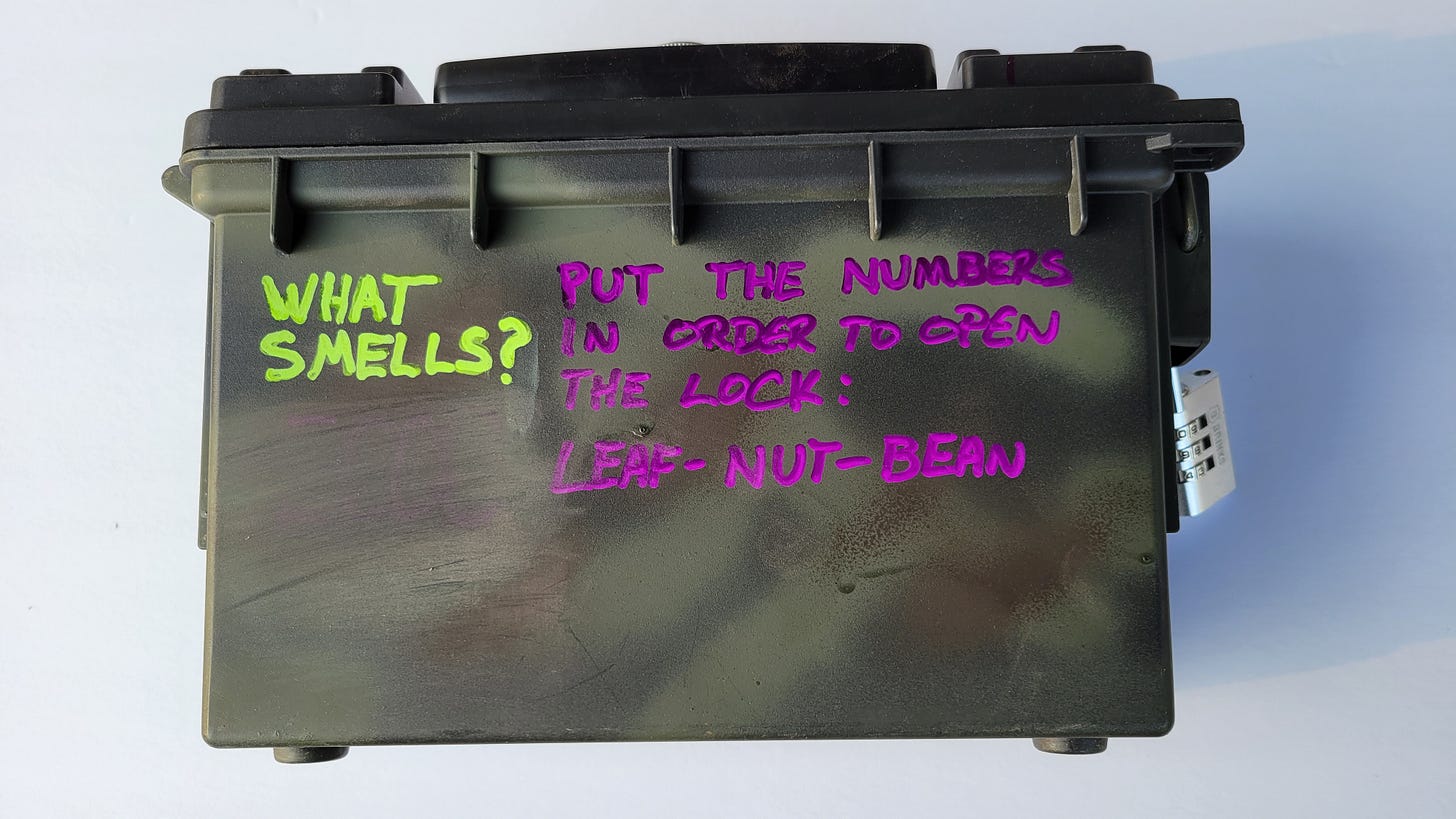 WHAT
SMELLS?
PUT THE NUMBERS
IN ORDER TO OPEN
THE LOCK:
LEAF-NUT-BEAN